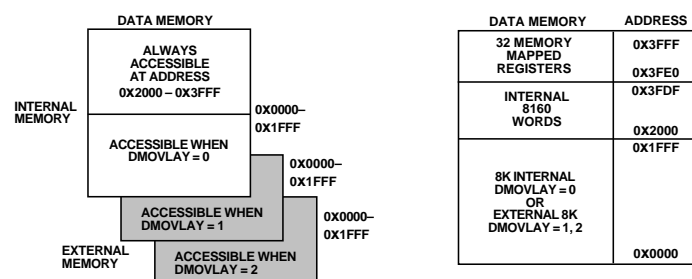 DATA MEMORY
ALWAYS
ACCESSIBLE
AT ADDRESS
0X2000 – 0X3FFF
INTERNAL
MEMORY
0X0000–
0X1FFF
ACCESSIBLE WHEN
DMOVLAY = 0
0X0000–
0X1FFF
ACCESSIBLE WHEN
DMOVLAY = 1
0X0000–
0X1FFF
EXTERNAL
MEMORY
ACCESSIBLE WHEN
DMOVLAY = 2
DATA MEMORY ADDRESS
32 MEMORY
MAPPED
REGISTERS
0X3FFF
0X3FE0
INTERNAL
8160
WORDS
0X3FDF
0X2000
8K INTERNAL
DMOVLAY = 0
OR
EXTERNAL 8K
DMOVLAY = 1, 2
0X1FFF
0X0000